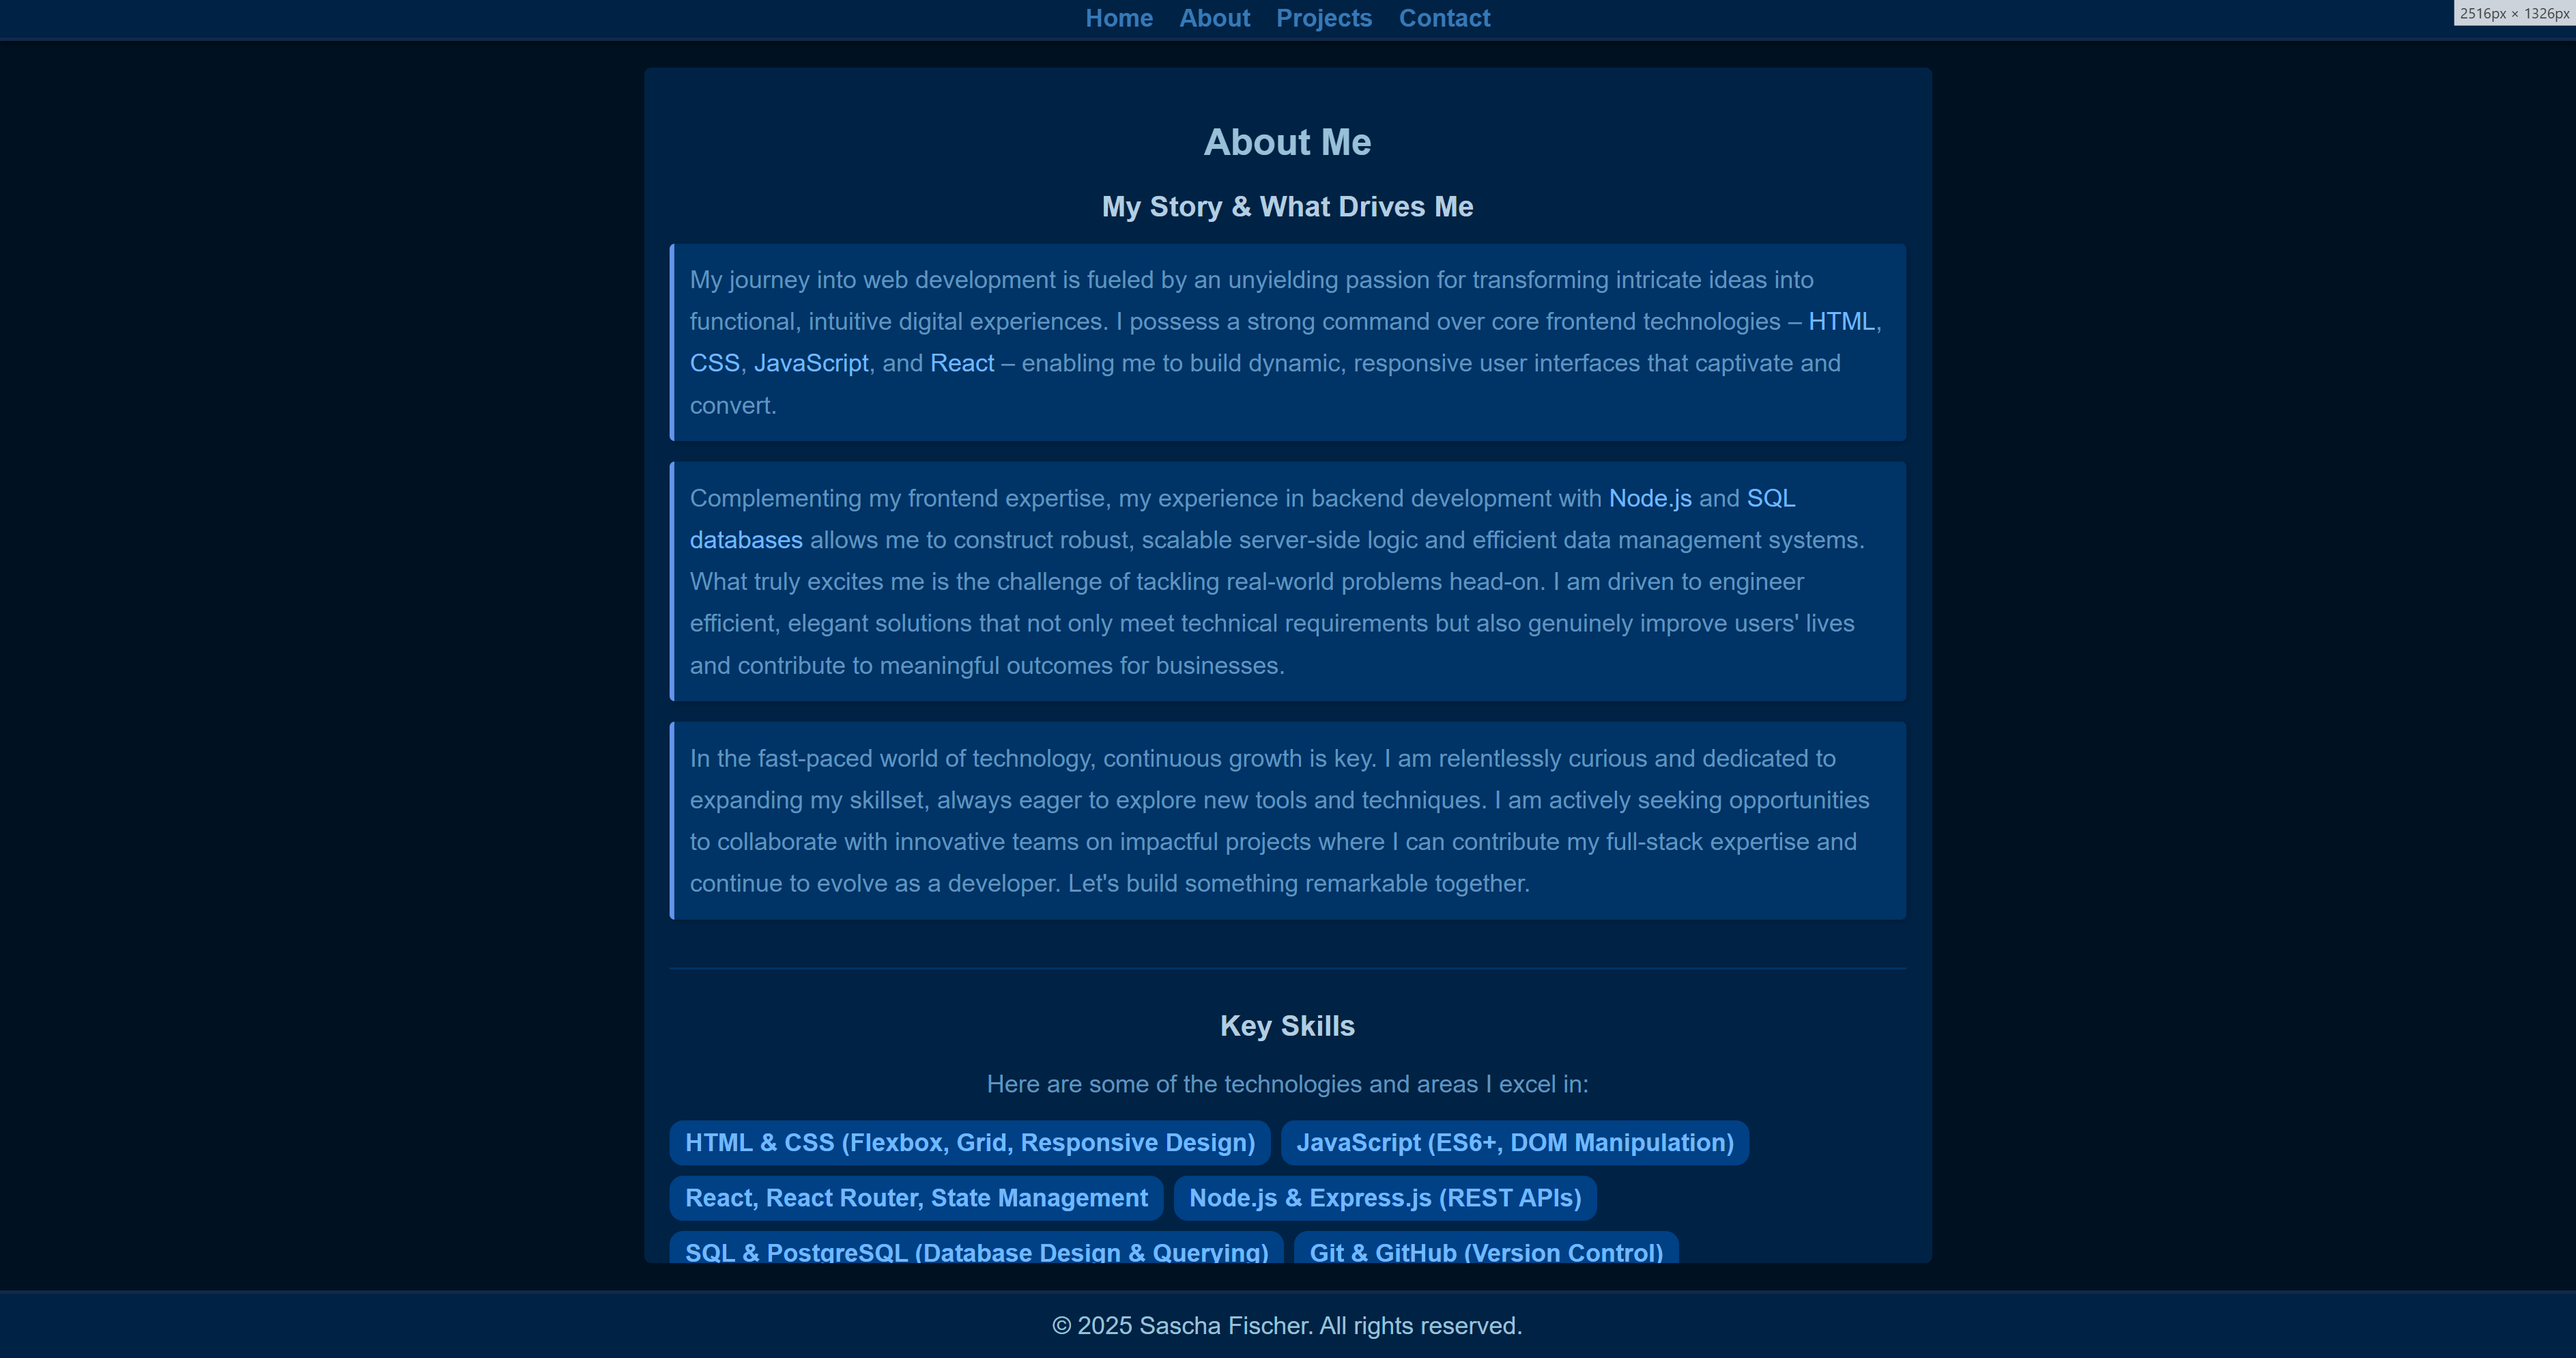 Home About Projects Contact
2516px × 1326px
About Me
My Story & What Drives Me
My journey into web development is fueled by an unyielding passion for transforming intricate ideas into
functional, intuitive digital experiences. I possess a strong command over core frontend technologies – HTML,
CSS, JavaScript, and React – enabling me to build dynamic, responsive user interfaces that captivate and
convert.
Complementing my frontend expertise, my experience in backend development with Node.js and SQL
databases allows me to construct robust, scalable server-side logic and efficient data management systems.
What truly excites me is the challenge of tackling real-world problems head-on. I am driven to engineer
efficient, elegant solutions that not only meet technical requirements but also genuinely improve users' lives
and contribute to meaningful outcomes for businesses.
In the fast-paced world of technology, continuous growth is key. I am relentlessly curious and dedicated to
expanding my skillset, always eager to explore new tools and techniques. I am actively seeking opportunities
to collaborate with innovative teams on impactful projects where I can contribute my full-stack expertise and
continue to evolve as a developer. Let's build something remarkable together.
Key Skills
Here are some of the technologies and areas I excel in:
HTML & CSS (Flexbox, Grid, Responsive Design) JavaScript (ES6+, DOM Manipulation)
React, React Router, State Management Node.js & Express.js (REST APIs)
SQL & PostgreSQL (Database Design & Querying) Git & GitHub (Version Control)
© 2025 Sascha Fischer. All rights reserved.